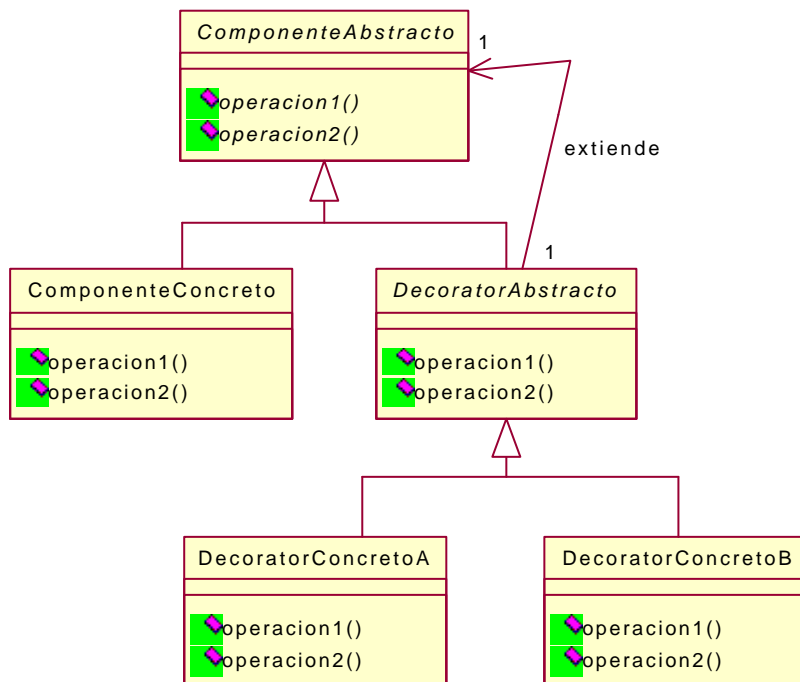 ComponenteAbstracto
1
operacion1()
operacion2()
extiende
1
ComponenteConcreto
operacion1()
operacion2()
DecoratorAbstracto
operacion1()
operacion2()
DecoratorConcretoA
operacion1()
operacion2()
DecoratorConcretoB
operacion1()
operacion2()